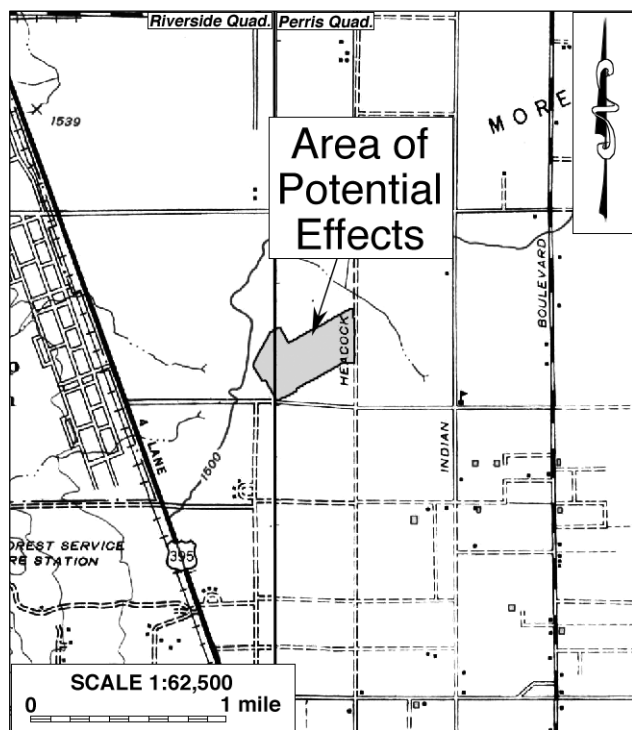 Riverside Quad. Perris Quad.
1539
MORE
Area of
Potential
Effects
BOULEVARD
HEACOCK
INDIAN
4 LANE
1500
OREST SERVICE
RE STATION
395
SCALE 1:62,500
0 1 mile